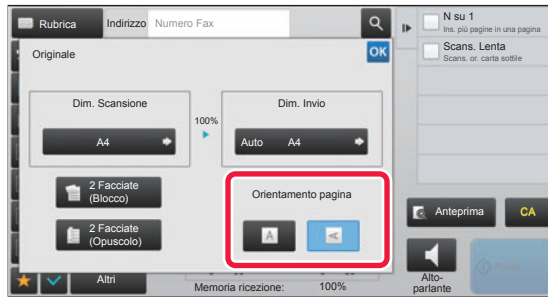 Rubrica
Indirizzo
Numero Fax
N su 1
Ins. più pagine in una pagina
Originale
OK
Scans. Lenta
Scans. or. carta sottile
Dim. Scansione
100%
Dim. Invio
A4
Auto A4
2 Facciate
(Blocco)
Orientamento pagina
2 Facciate
(Opuscolo)
A
A
Anteprima
CA
Altri
Memoria ricezione:
100%
Alto-
parlante